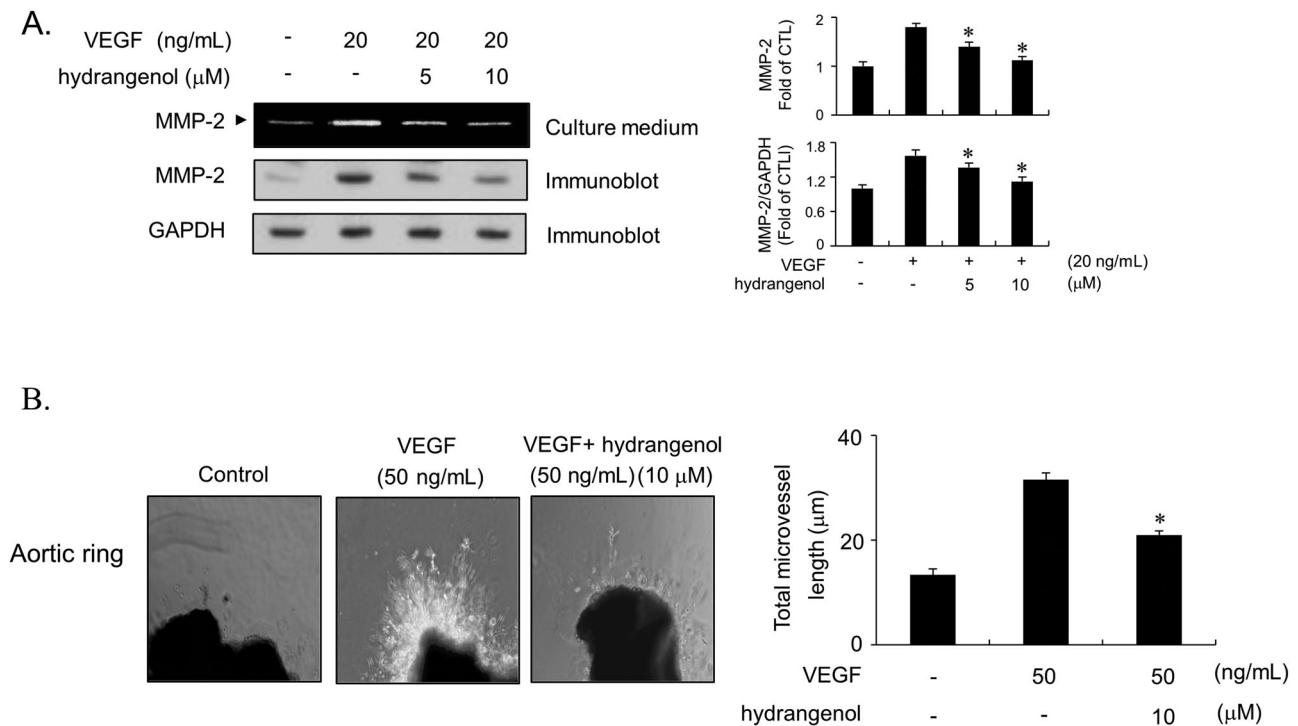 A.
VEGF (ng/mL) - 20 20 20
hydrangenol (μM) - - 5 10
MMP-2 Culture medium
MMP-2 Immunoblot
GAPDH Immunoblot
MMP-2
Fold of CTL
2
1
0
* *
MMP-2/GAPDH
(Fold of CTLI)
1.8
1.2
0.6
0
* *
VEGF - + + + (20 ng/mL)
hydrangenol - - 5 10 (μM)
B.
Control
VEGF
(50 ng/mL)
VEGF+ hydrangenol
(50 ng/mL) (10 μM)
Aortic ring
Total microvessel
length (μm)
40
20
0
*
VEGF - 50 50 (ng/mL)
hydrangenol - - 10 (μM)